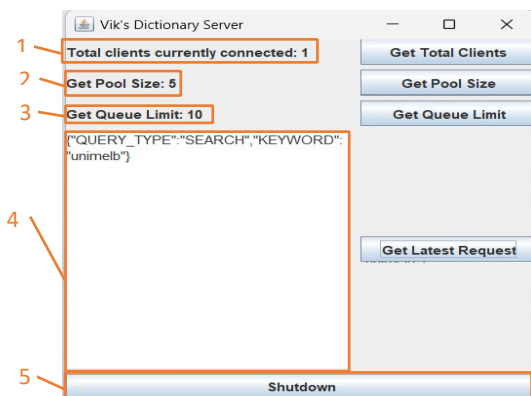 Vik's Dictionary Server
1 Total clients currently connected: 1 Get Total Clients
2 Get Pool Size: 5 Get Pool Size
3 Get Queue Limit: 10 Get Queue Limit
{"QUERY_TYPE":"SEARCH","KEYWORD":
"unimelb"}
4
Get Latest Request
5 Shutdown